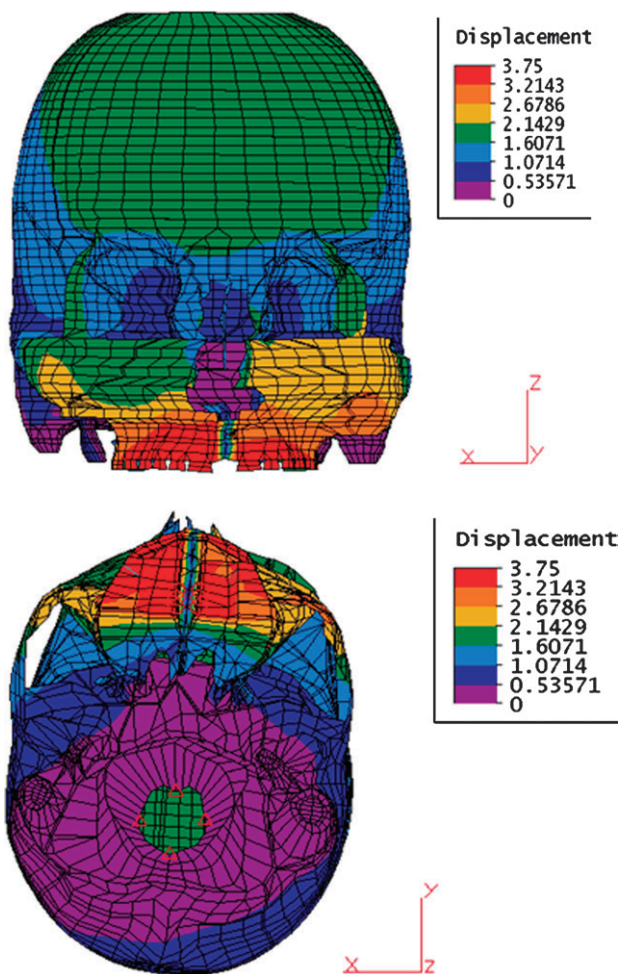 Displacement
3.75
3.2143
2.6786
2.1429
1.6071
1.0714
0.53571
0
Z
X
Y
Displacement
3.75
3.2143
2.6786
2.1429
1.6071
1.0714
0.53571
0
Y
X
Z